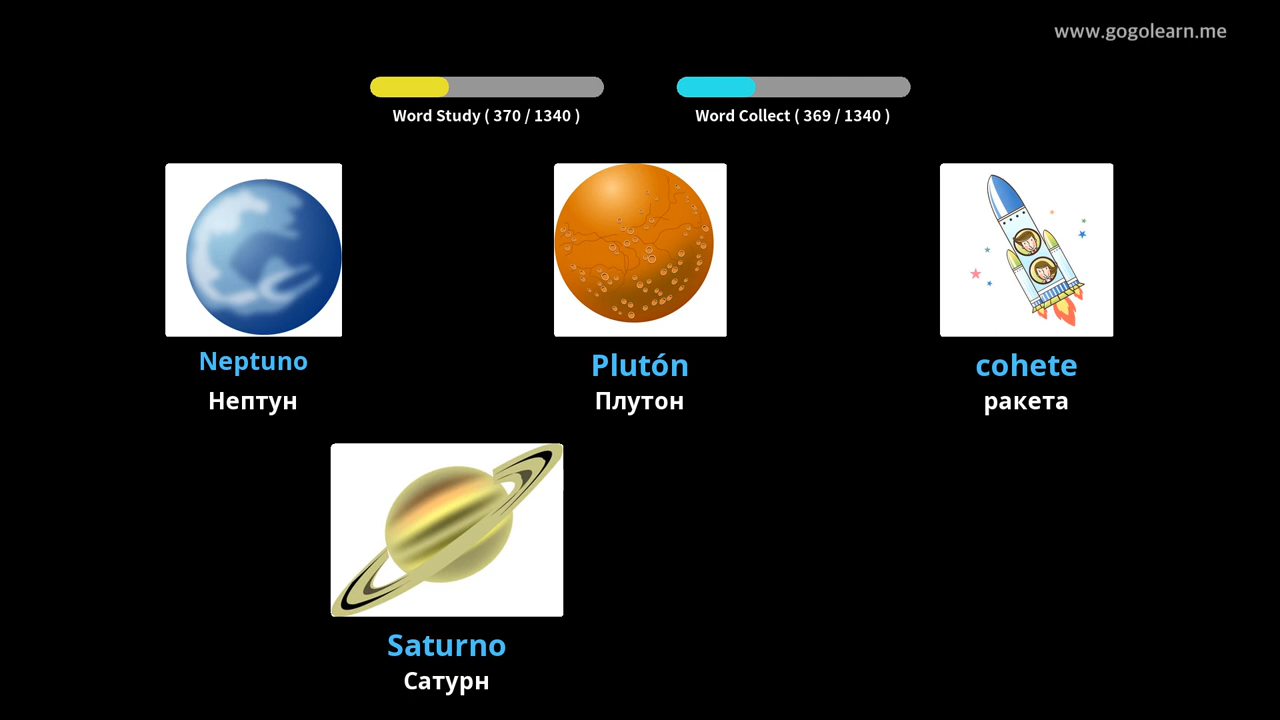 www.gogolearn.me
Word Study ( 370 / 1340 )
Word Collect ( 369 / 1340 )
Neptuno
Нептун
Plutón
Плутон
cohete
ракета
Saturno
Сатурн